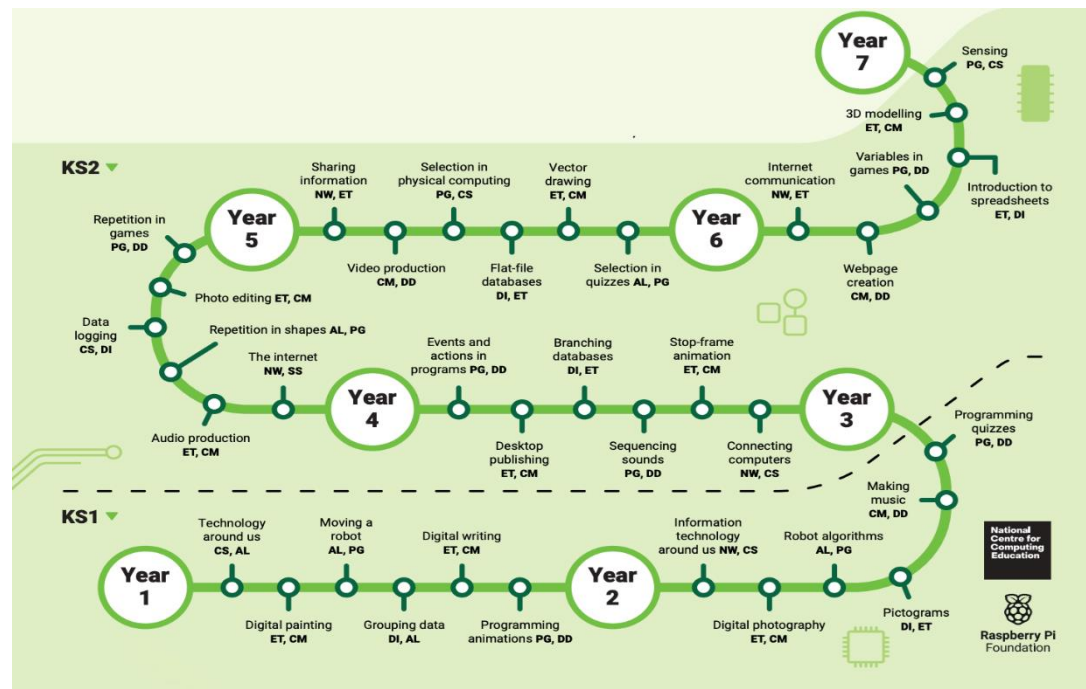 Year
7
Sensing
PG, CS
3D modelling
ET, CM
Variables in
games PG, DD
Introduction to
spreadsheets
ET, DI
KS2
Sharing
information
NW, ET
Selection in
physical computing
PG, CS
Vector
drawing
ET, CM
Internet
communication
NW, ET
Repetition in
games
PG, DD
Year
5
Year
6
Video production
CM, DD
Flat-file
databases
DI, ET
Selection in
quizzes AL, PG
Webpage
creation
CM, DD
Photo editing ET, CM
Data
logging
CS, DI
Repetition in shapes AL, PG
The internet
NW, SS
Events and
actions in
programs PG, DD
Branching
databases
DI, ET
Stop-frame
animation
ET, CM
Year
4
Year
3
Audio production
ET, CM
Desktop
publishing
ET, CM
Sequencing
sounds
PG, DD
Connecting
computers
NW, CS
Programming
quizzes
PG, DD
Making
music
CM, DD
KS1
Technology
around us
CS, AL
Moving a
robot
AL, PG
Digital writing
ET, CM
Information
technology
around us NW, CS
Robot algorithms
AL, PG
Year
1
Year
2
Digital painting
ET, CM
Grouping data
DI, AL
Programming
animations PG, DD
Digital photography
ET, CM
Pictograms
DI, ET
National
Centre for
Computing
Education
Raspberry Pi
Foundation